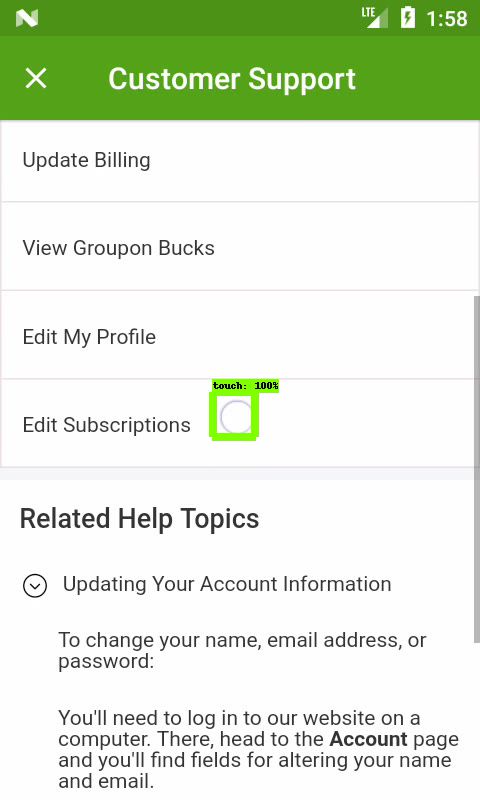 LTE 1:58
Customer Support
Update Billing
View Groupon Bucks
Edit My Profile
touch: 100%
Edit Subscriptions
Related Help Topics
Updating Your Account Information
To change your name, email address, or
password:
You'll need to log in to our website on a
computer. There, head to the Account page
and you'll find fields for altering your name
and email.